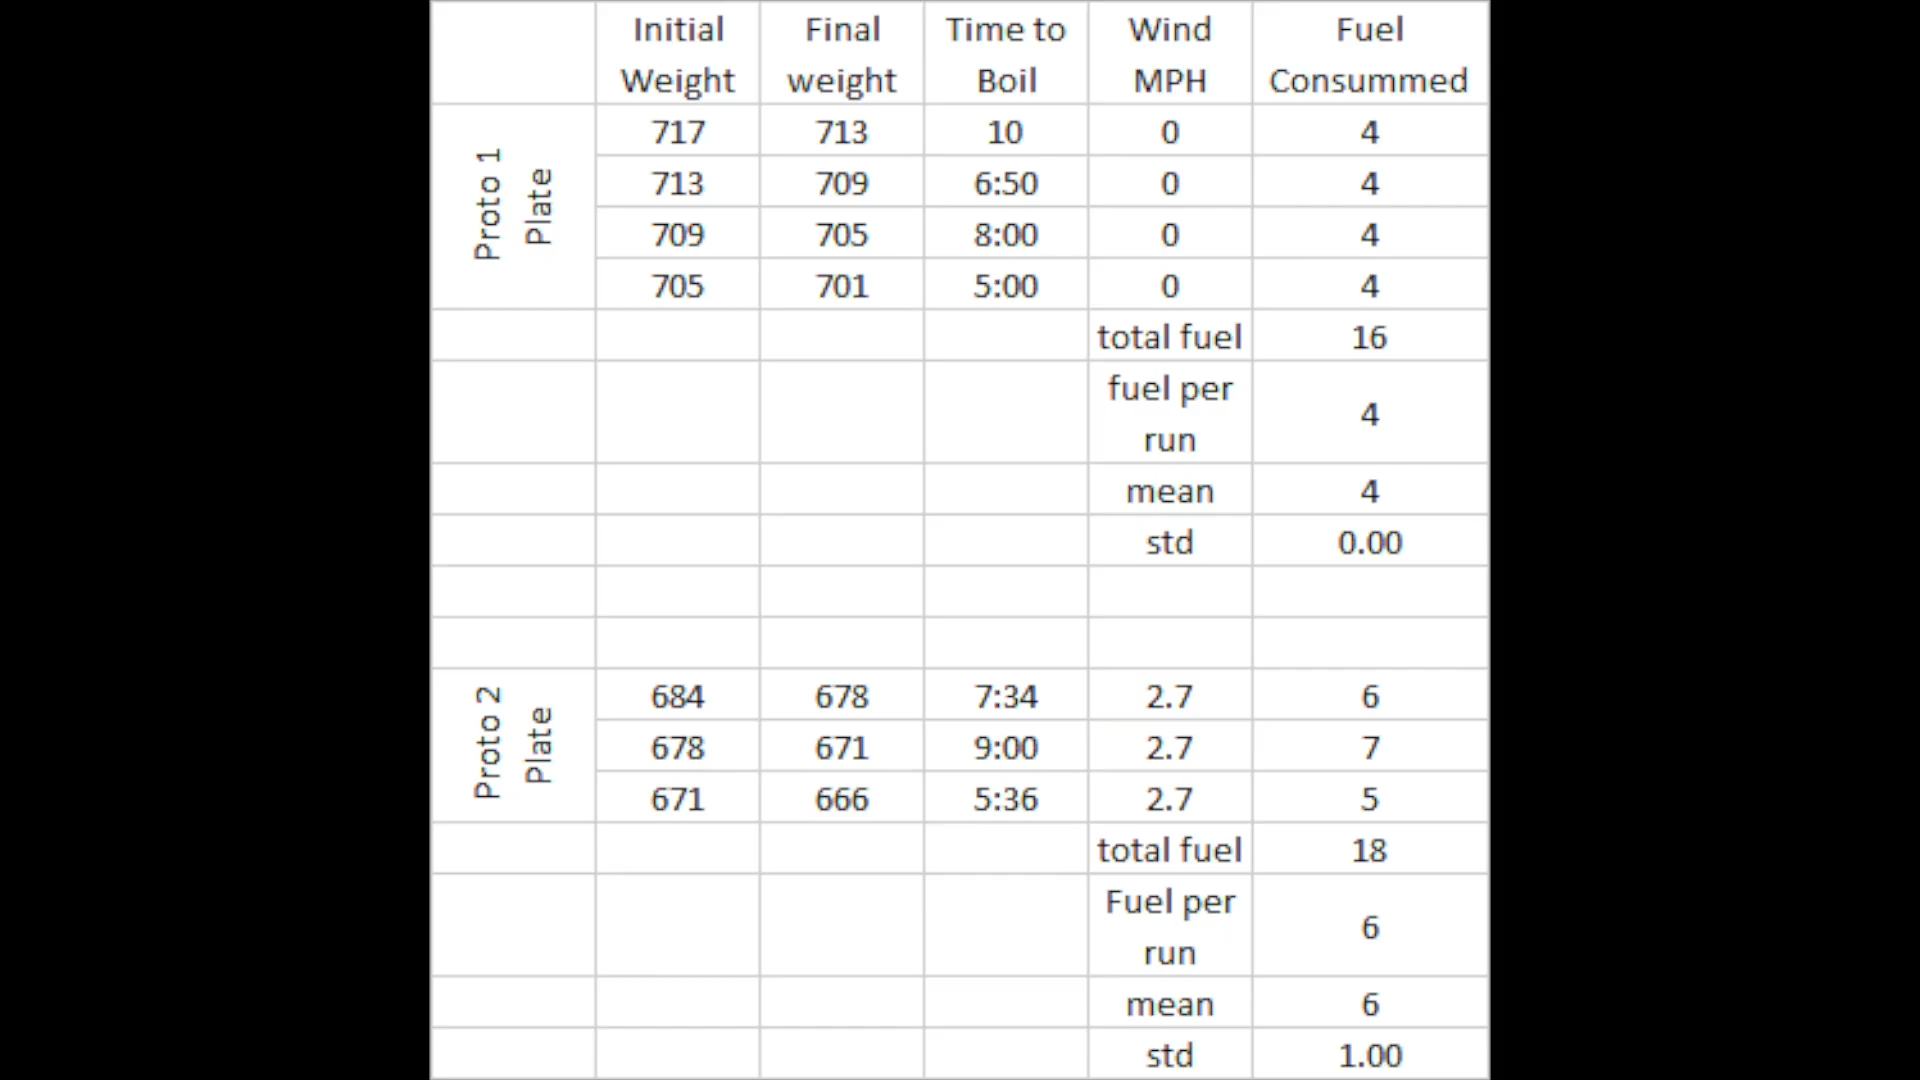 Initial Weight Final weight Time to Boil Wind MPH Fuel Consummed
Proto 1 Plate
717 713 10 0 4
713 709 6:50 0 4
709 705 8:00 0 4
705 701 5:00 0 4
total fuel 16
fuel per run 4
mean 4
std 0.00
Proto 2 Plate
684 678 7:34 2.7 6
678 671 9:00 2.7 7
671 666 5:36 2.7 5
total fuel 18
Fuel per run 6
mean 6
std 1.00